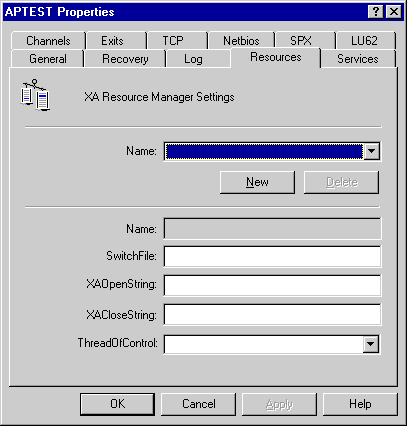 APTEST Properties
Channels Exits TCP Netbios SPX LU62
General Recovery Log Resources Services
XA Resource Manager Settings
Name:
New Delete
Name:
SwitchFile:
XAOpenString:
XACloseString:
ThreadOfControl:
OK Cancel Apply Help